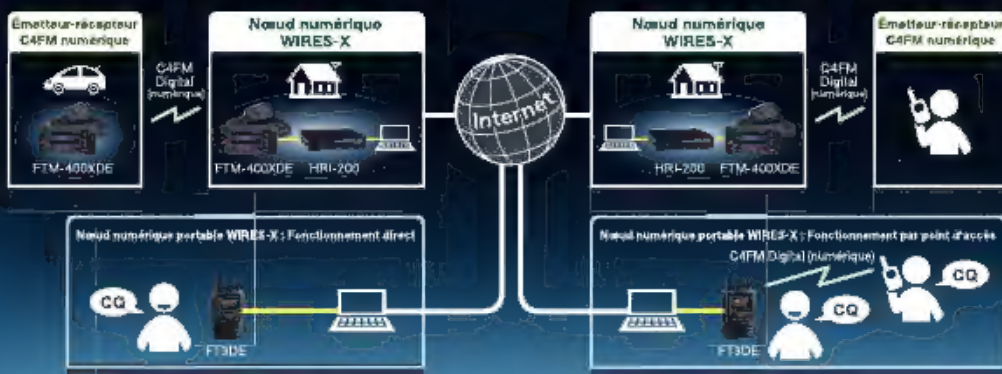 Émetteur-récepteur
C4FM numérique
C4FM
Digital
(numérique)
FTM-400XDE
Nœud numérique
WIRES-X
FTM-400XDE
HRI-200
Internet
Nœud numérique
WIRES-X
HRI-200
FTM-400XDE
C4FM
Digital
(numérique)
Émetteur-récepteur
C4FM numérique
Nœud numérique portable WIRES-X : Fonctionnement direct
CQ
FT3DE
Nœud numérique portable WIRES-X : Fonctionnement par point d'accès
C4FM Digital (numérique)
CQ
CQ
FT3DE